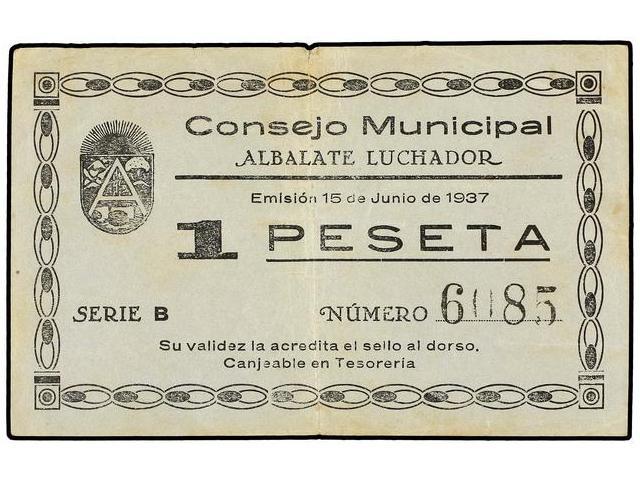 Consejo Municipal
ALBALATE LUCHADOR
Emisión 15 de Junio de 1937
1 PESETA
SERIE B NÚMERO 6085
Su validez la acredita el sello al dorso.
Canjeable en Tesorería